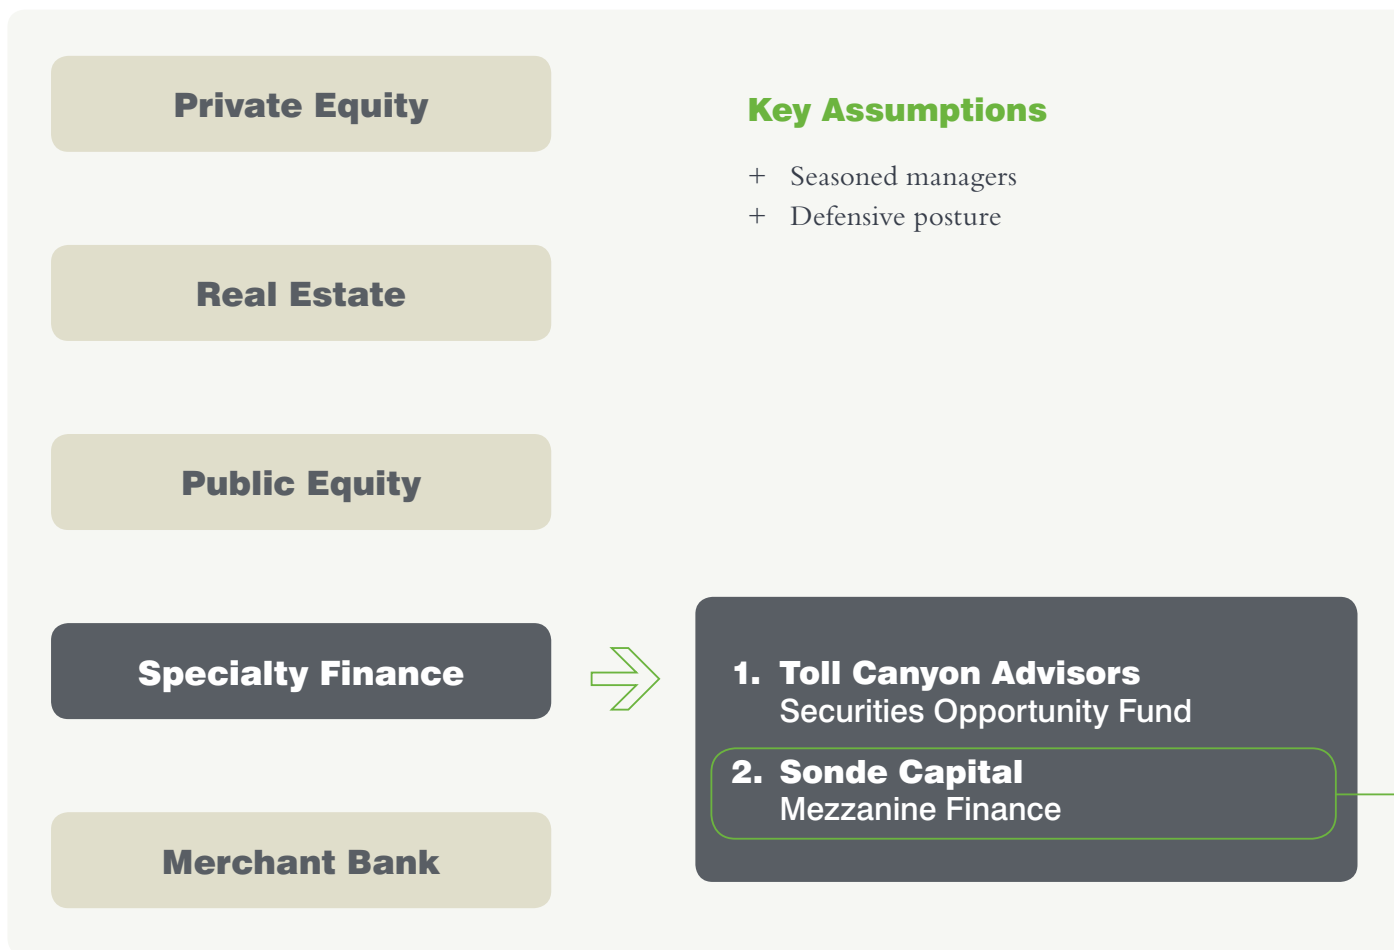 Private Equity
Real Estate
Public Equity
Specialty Finance
Merchant Bank
Key Assumptions
+ Seasoned managers
+ Defensive posture
1. Toll Canyon Advisors
Securities Opportunity Fund
2. Sonde Capital
Mezzanine Finance